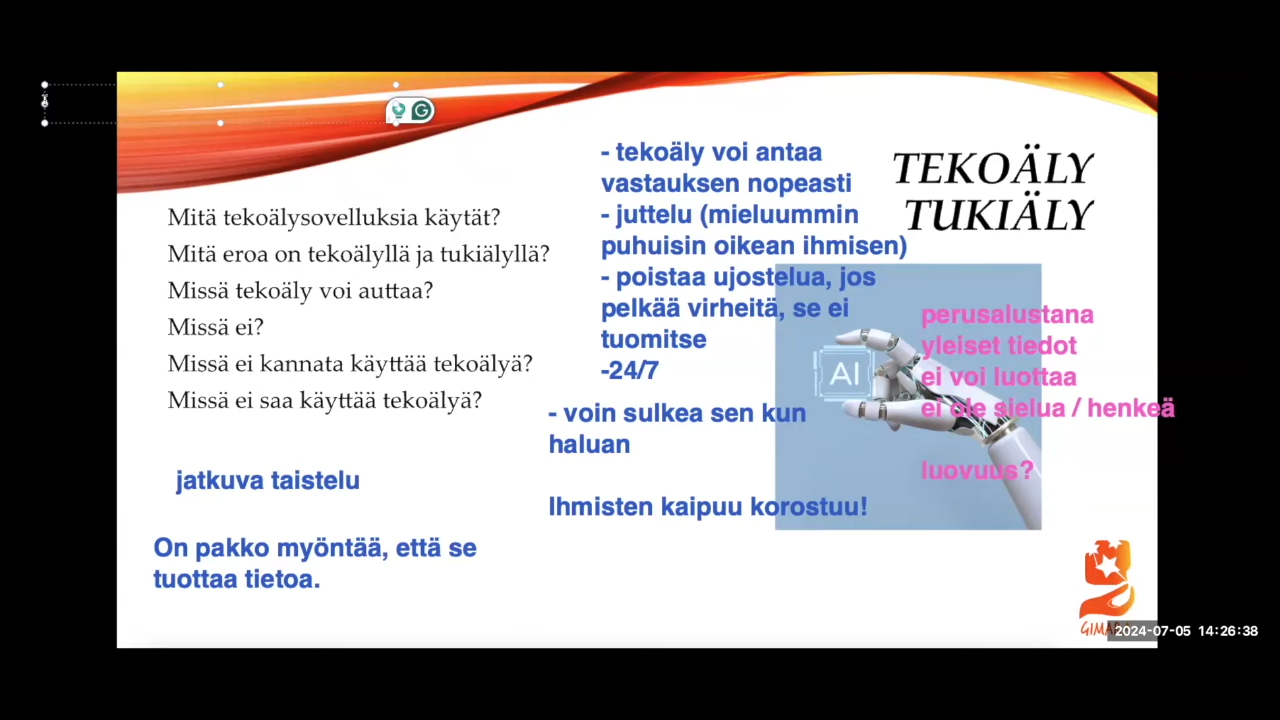 TEKOÄLY
TUKIÄLY
Mitä tekoälysovelluksia käytät?
Mitä eroa on tekoälyllä ja tukiälyllä?
Missä tekoäly voi auttaa?
Missä ei?
Missä ei kannata käyttää tekoälyä?
Missä ei saa käyttää tekoälyä?
jatkuva taistelu
On pakko myöntää, että se
tuottaa tietoa.
- tekoäly voi antaa
vastauksen nopeasti
- juttelu (mieluummin
puhuisin oikean ihmisen)
- poistaa ujostelua, jos
pelkää virheitä, se ei
tuomitse
-24/7
- voin sulkea sen kun
haluan
Ihmisten kaipuu korostuu!
AI
perusalustana
yleiset tiedot
ei voi luottaa
ei ole sielua / henkeä
luovuus?
2024-07-05 14:26:38